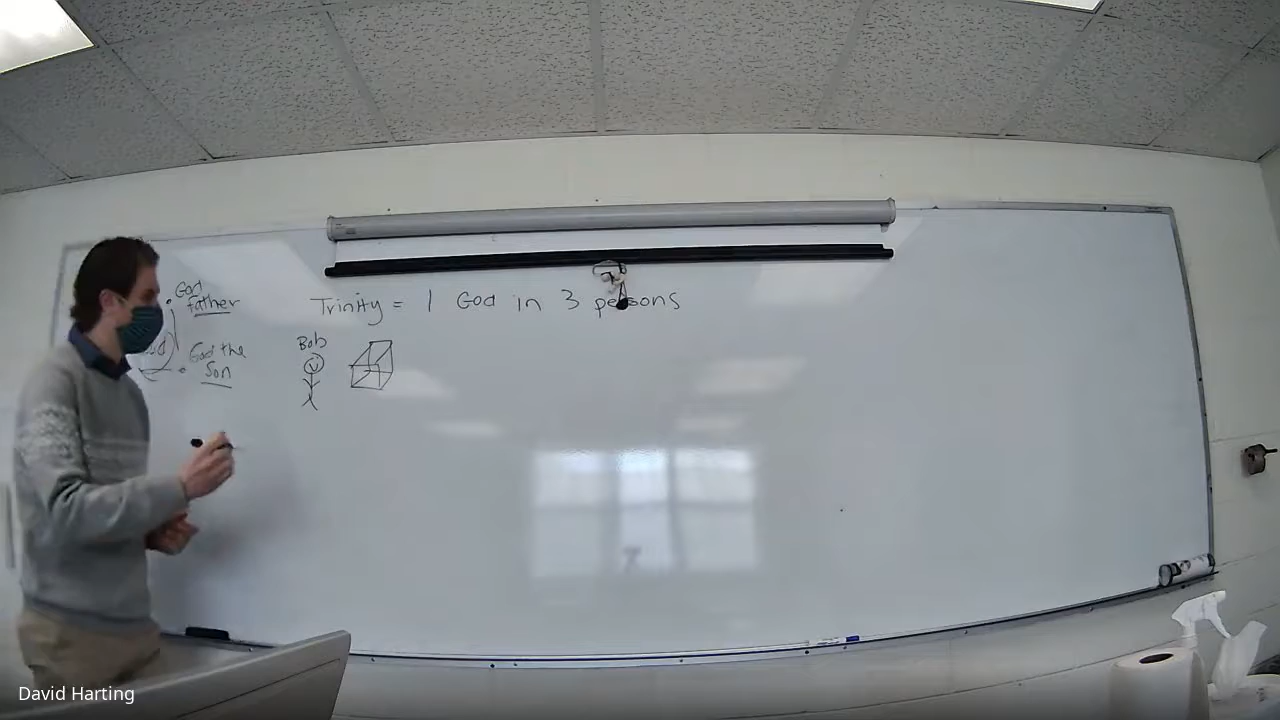 God
father
Trinity = 1 God in 3 persons
God the
Son
Bob
David Harting